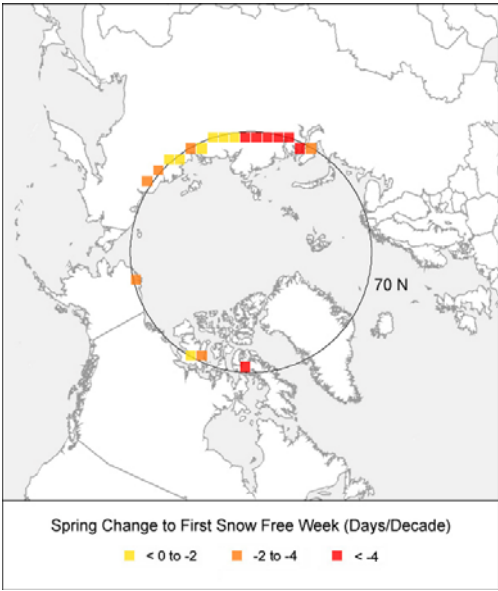 70 N
Spring Change to First Snow Free Week (Days/Decade)
< 0 to -2 -2 to -4 < -4